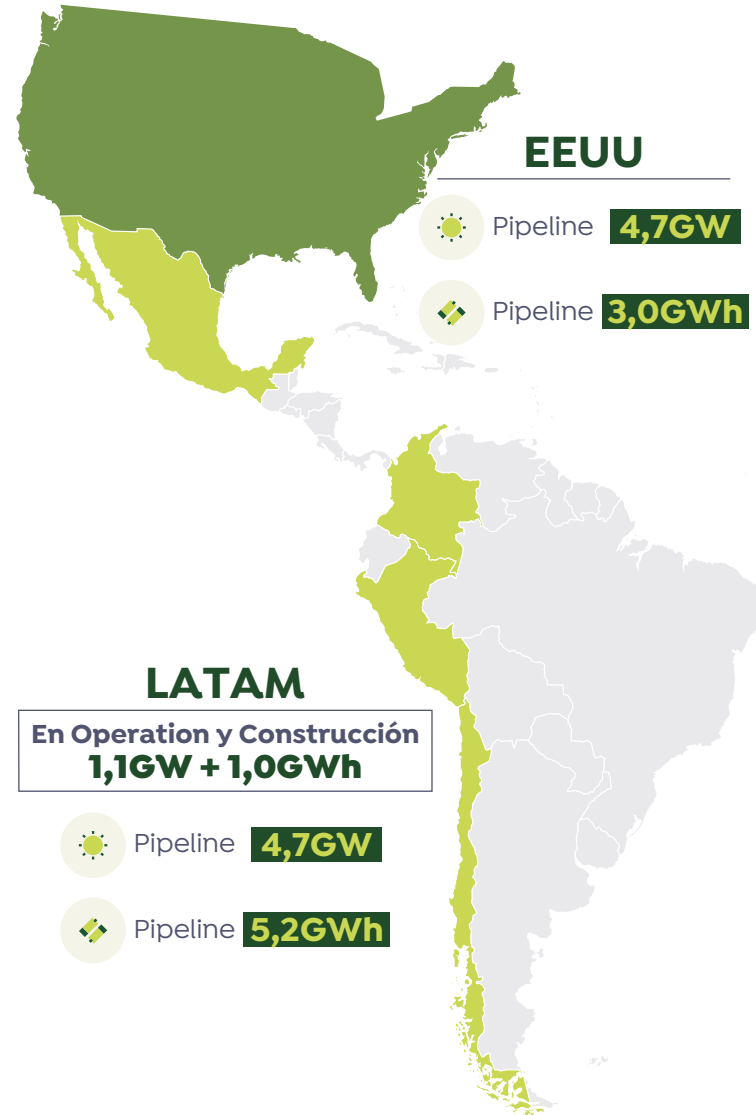 EEUU
Pipeline 4,7GW
Pipeline 3,0GWh
LATAM
En Operation y Construcción
1,1GW + 1,0GWh
Pipeline 4,7GW
Pipeline 5,2GWh